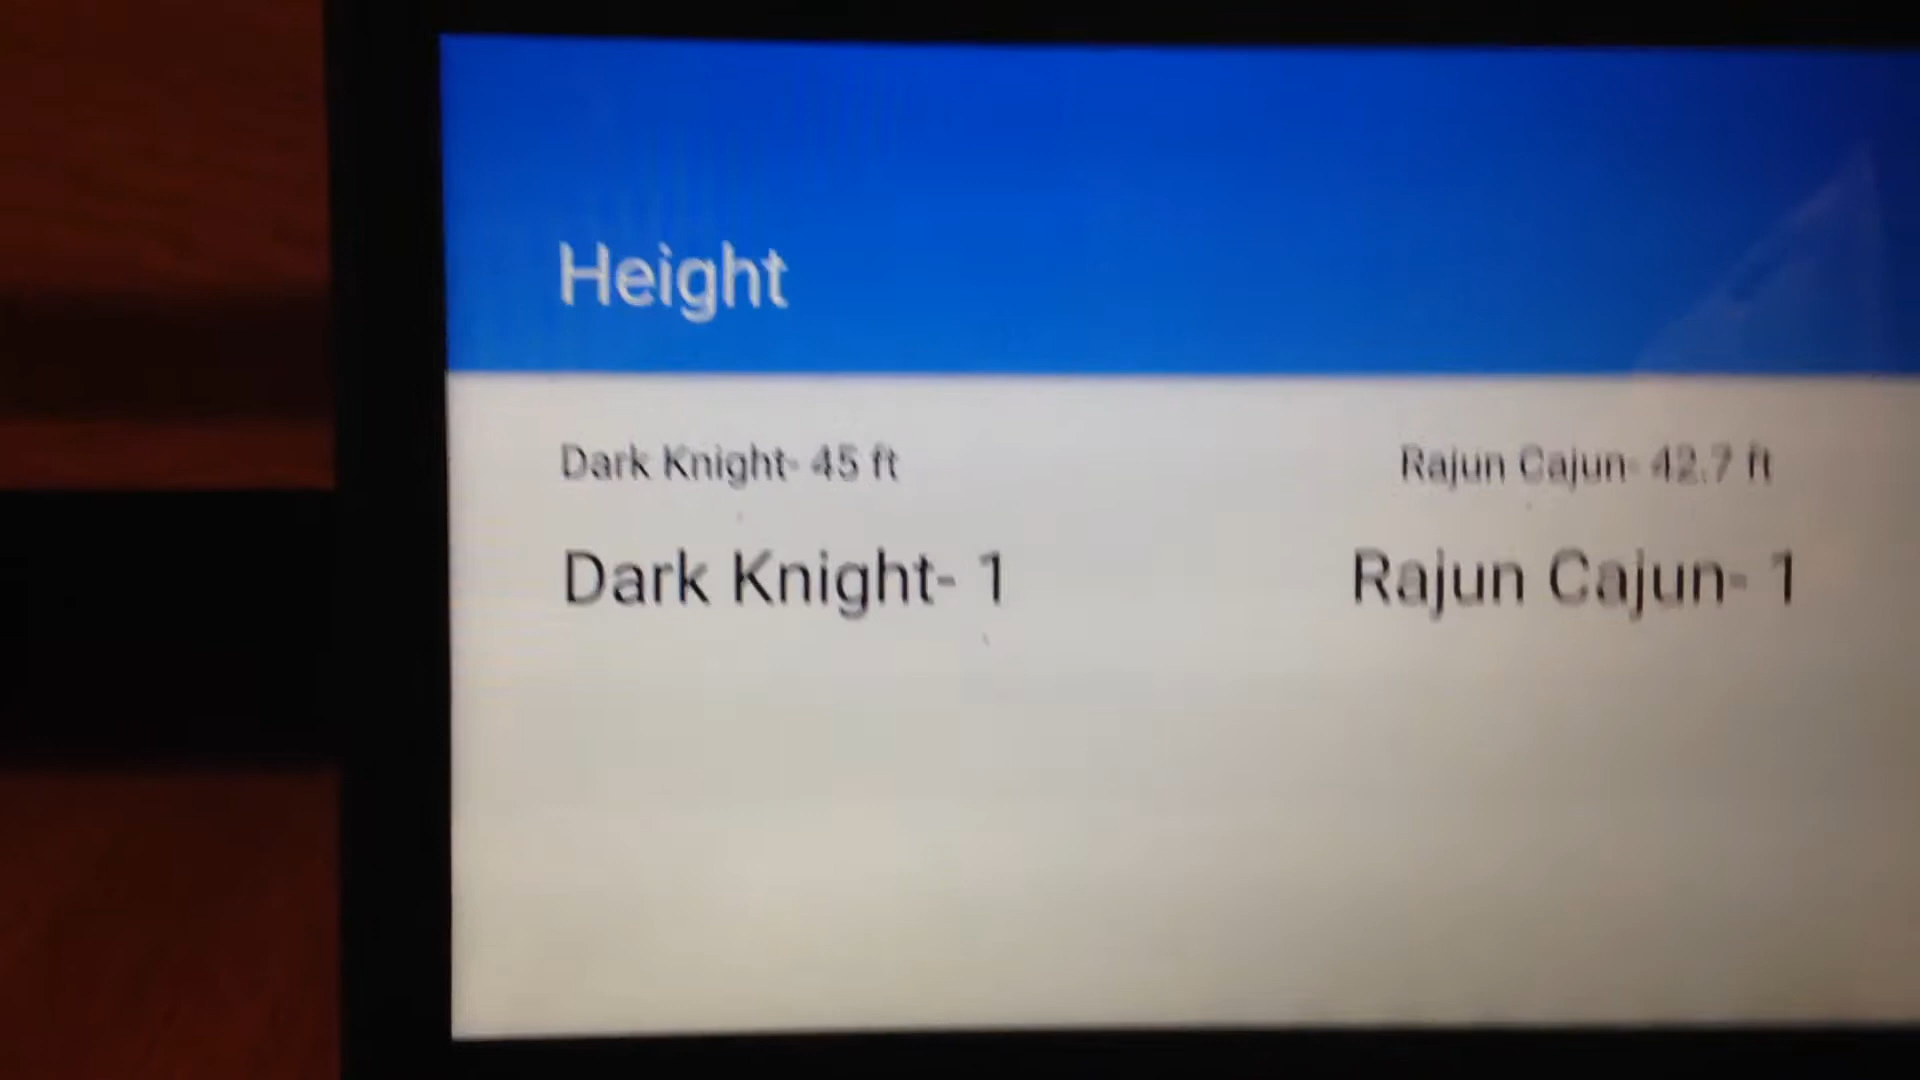 Height
Dark Knight- 45 ft
Rajun Cajun- 42.7 ft
Dark Knight- 1
Rajun Cajun- 1